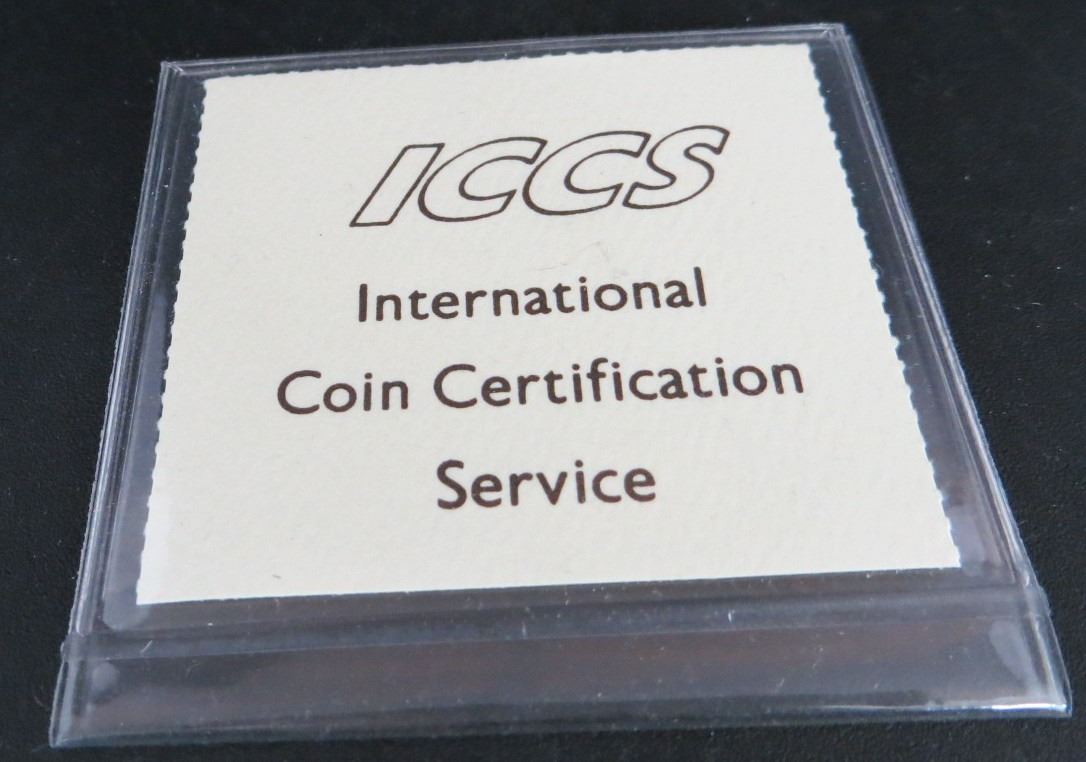 ICCS
International
Coin Certification
Service